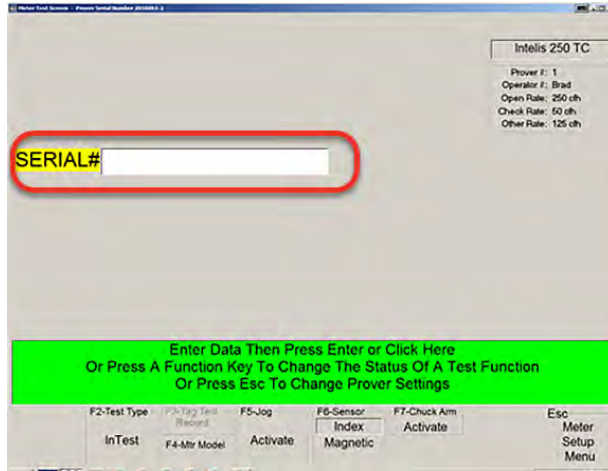 Meter Test Screen - Prover Serial Number
Intelis 250 TC
Prover #: 1
Operator #: Brad
Open Rate: 250 cfh
Check Rate: 50 cfh
Other Rate: 125 cfh
SERIAL#
Enter Data Then Press Enter or Click Here
Or Press A Function Key To Change The Status Of A Test Function
Or Press Esc To Change Prover Settings
F2-Test Type
InTest
F3-Tag Test
Record
F4-Mtr Model
F5-Jog
Activate
F6-Sensor
Index
Magnetic
F7-Chuck Arm
Activate
Esc
Meter
Setup
Menu